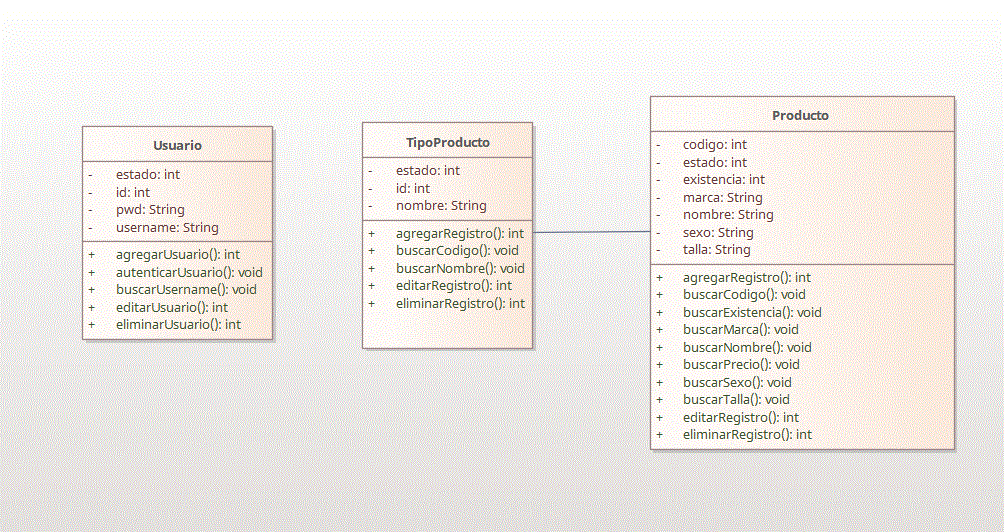 Usuario
- estado: int
- id: int
- pwd: String
- username: String
+ agregarUsuario(): int
+ autenticarUsuario(): void
+ buscarUsername(): void
+ editarUsuario(): int
+ eliminarUsuario(): int
TipoProducto
- estado: int
- id: int
- nombre: String
+ agregarRegistro(): int
+ buscarCodigo(): void
+ buscarNombre(): void
+ editarRegistro(): int
+ eliminarRegistro(): int
Producto
- codigo: int
- estado: int
- existencia: int
- marca: String
- nombre: String
- sexo: String
- talla: String
+ agregarRegistro(): int
+ buscarCodigo(): void
+ buscarExistencia(): void
+ buscarMarca(): void
+ buscarNombre(): void
+ buscarPrecio(): void
+ buscarSexo(): void
+ buscarTalla(): void
+ editarRegistro(): int
+ eliminarRegistro(): int